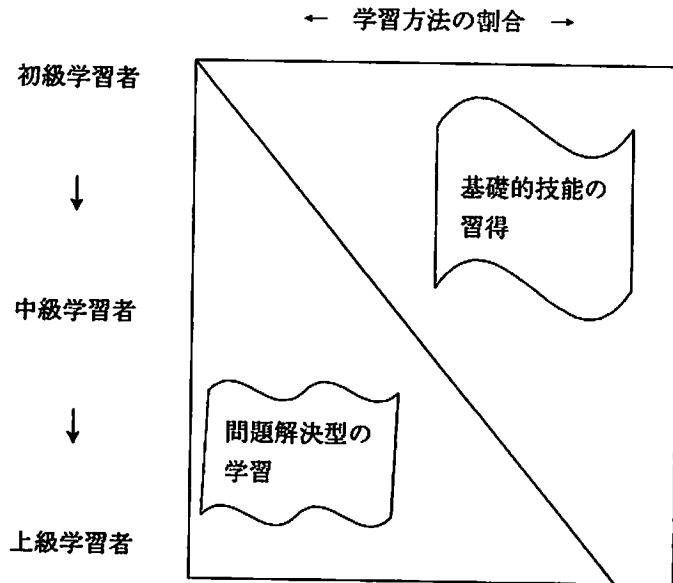 ← 学習方法の割合 →
初級学習者
↓
基礎的技能の
習得
中級学習者
↓
問題解決型の
学習
上級学習者